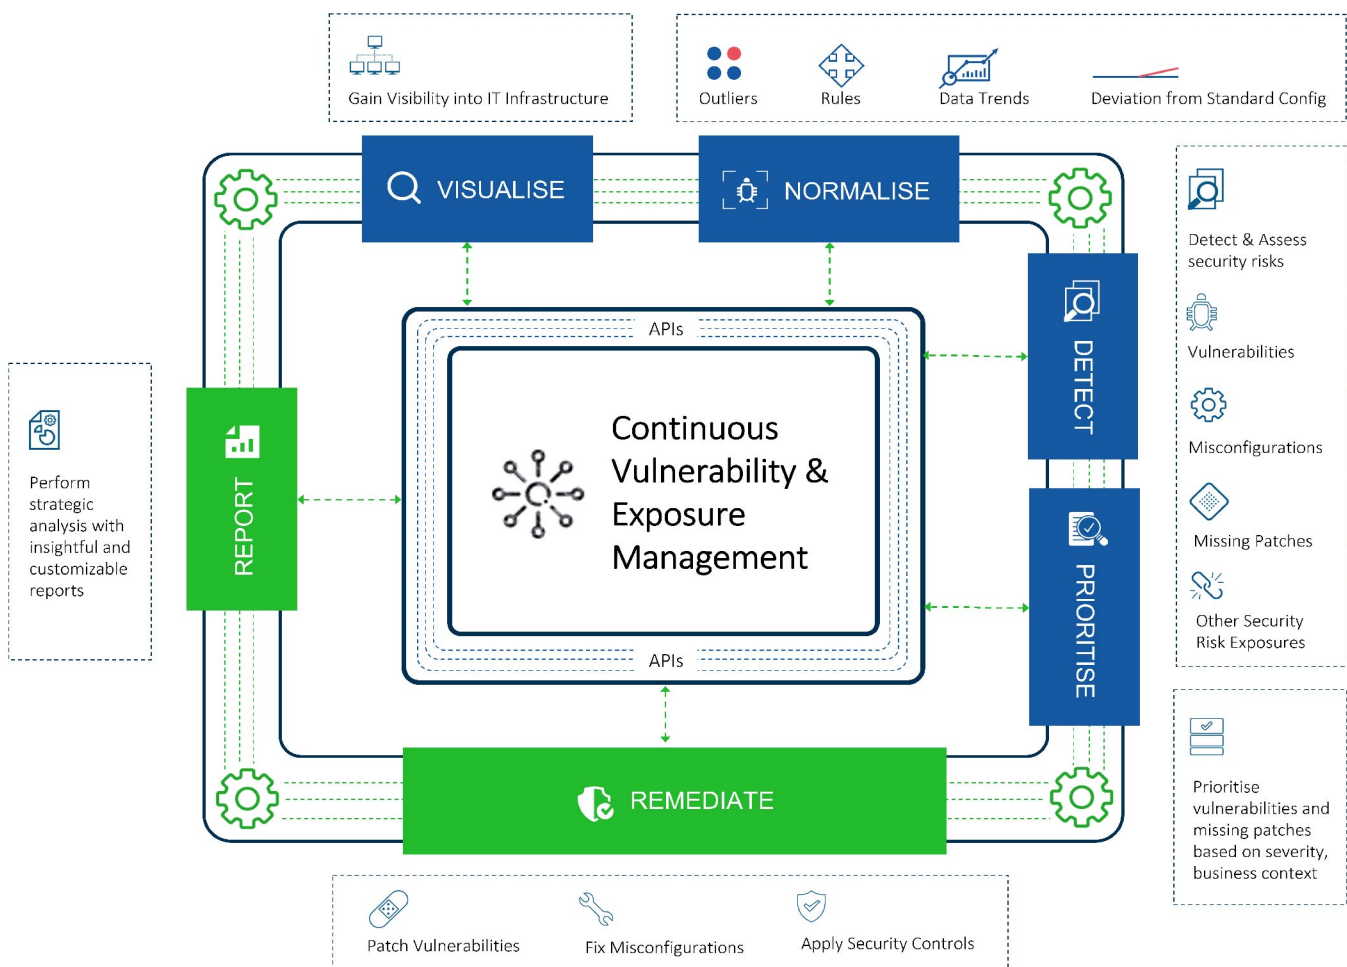 Gain Visibility into IT Infrastructure
Outliers
Rules
Data Trends
Deviation from Standard Config
VISUALISE
NORMALISE
Detect & Assess
security risks
Vulnerabilities
Misconfigurations
Missing Patches
Other Security
Risk Exposures
DETECT
PRIORITISE
APIs
Continuous
Vulnerability &
Exposure
Management
APIs
REPORT
Perform
strategic
analysis with
insightful and
customizable
reports
Prioritise
vulnerabilities and
missing patches
based on severity,
business context
REMEDIATE
Patch Vulnerabilities
Fix Misconfigurations
Apply Security Controls